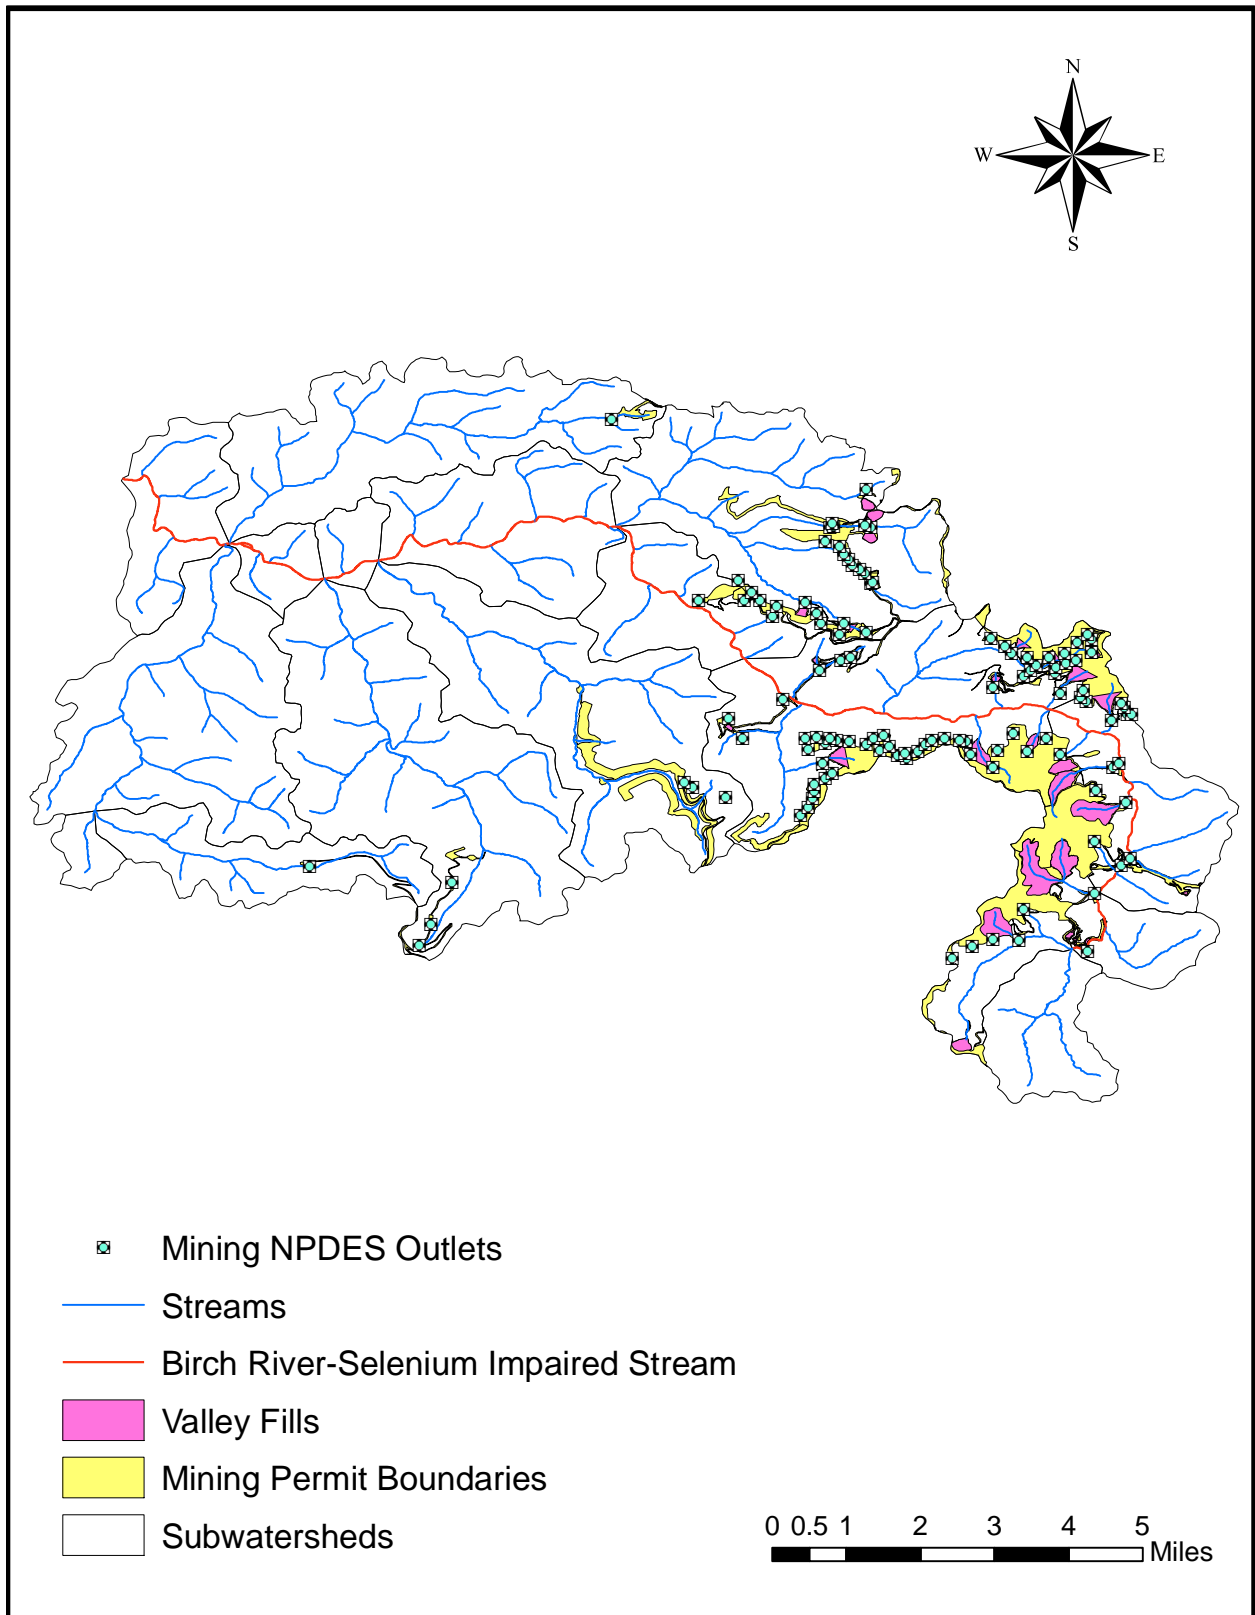 N
W E
S
Mining NPDES Outlets
Streams
Birch River-Selenium Impaired Stream
Valley Fills
Mining Permit Boundaries
Subwatersheds
0 0.5 1 2 3 4 5
Miles